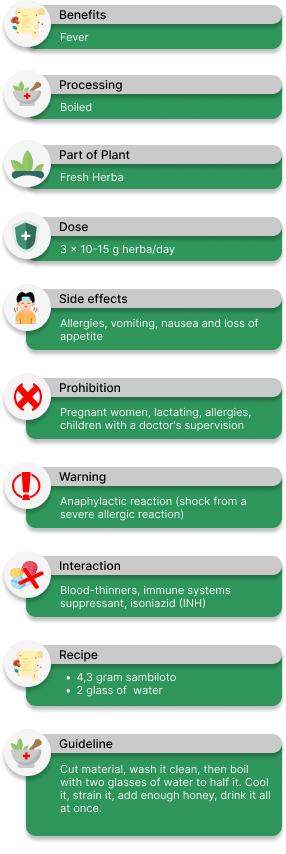 Benefits
Fever
Processing
Boiled
Part of Plant
Fresh Herba
Dose
3 x 10-15 g herba/day
Side effects
Allergies, vomiting, nausea and loss of
appetite
Prohibition
Pregnant women, lactating, allergies,
children with a doctor's supervision
Warning
Anaphylactic reaction (shock from a
severe allergic reaction)
Interaction
Blood-thinners, immune systems
suppressant, isoniazid (INH)
Recipe
• 4,3 gram sambiloto
• 2 glass of water
Guideline
Cut material, wash it clean, then boil
with two glasses of water to half it. Cool
it, strain it, add enough honey, drink it all
at once.